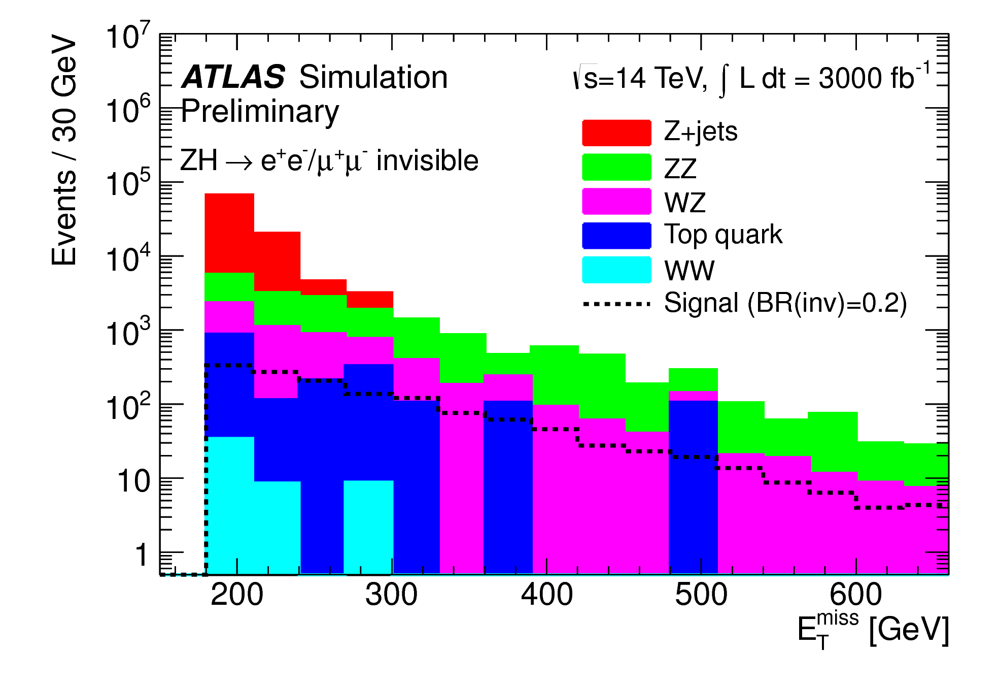 Events / 30 GeV
10⁷
10⁶
10⁵
10⁴
10³
10²
10
1
ATLAS Simulation
Preliminary
ZH → e⁺e⁻/μ⁺μ⁻ invisible
√s=14 TeV, ∫ L dt = 3000 fb⁻¹
Z+jets
ZZ
WZ
Top quark
WW
Signal (BR(inv)=0.2)
200 300 400 500 600
E_T^miss [GeV]